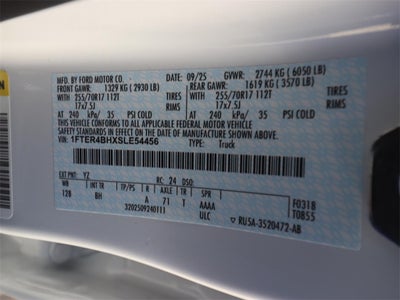 MFD. BY FORD MOTOR CO. 09/25 GVWR: 2744 KG ( 6050 LB)
FRONT GAWR: 1329 KG ( 2930 LB) REAR GAWR: 1619 KG ( 3570 LB)
255/70R17 112T TIRES 255/70R17 112T
17x7.5J RIMS 17x7.5J
AT 240 kPa/ 35 PSI COLD AT 240 kPa/ 35 PSI COLD
THIS VEHICLE CONFORMS TO ALL APPLICABLE FEDERAL MOTOR VEHICLE
SAFETY STANDARDS IN EFFECT ON THE DATE OF MANUFACTURE SHOWN ABOVE.
VIN: 1FTER4BHXSLE54456 TYPE: Truck
EXT PNT: YZ RC: 24 DSO: F0318
WB INT TR TP/PS R AXLE TR SPR T0855
128 BH A 71 T AAAA
3202509240111 ULC RU5A-3520472-AB